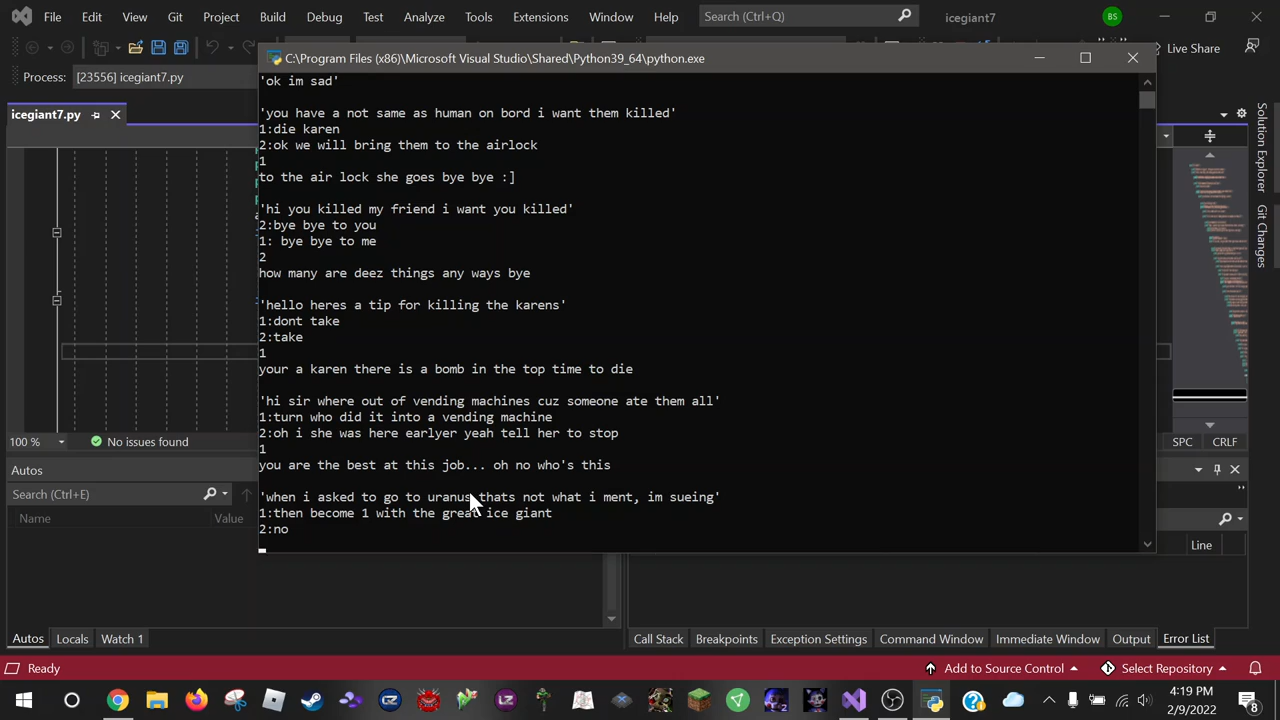 File Edit View Git Project Build Debug Test Analyze Tools Extensions Window Help Search (Ctrl+Q) icegiant7 BS
Live Share
Process: [23556] icegiant7.py
C:\Program Files (x86)\Microsoft Visual Studio\Shared\Python39_64\python.exe
icegiant7.py
'ok im sad'
'you have a not same as human on bord i want them killed'
1:die karen
2:ok we will bring them to the airlock
1
to the air lock she goes bye bye :]
'hi you killed my friend i want you killed'
2:bye bye to you
1: bye bye to me
2
how many are deez things any ways bye
'hello heres a tip for killing the karens'
1:dont take
2:take
1
your a karen there is a bomb in the top time to die
'hi sir where out of vending machines cuz someone ate them all'
1:turn who did it into a vending machine
2:oh i she was here earlyer yeah tell her to stop
1
you are the best at this job... oh no who's this
'when i asked to go to uranus thats not what i ment, im sueing'
1:then become 1 with the great ice giant
2:no
Solution Explorer
Git Changes
100 % No issues found SPC CRLF
Autos
Search (Ctrl+E)
Name Value Line
Autos Locals Watch 1 Call Stack Breakpoints Exception Settings Command Window Immediate Window Output Error List
Ready Add to Source Control Select Repository
4:19 PM
2/9/2022
8